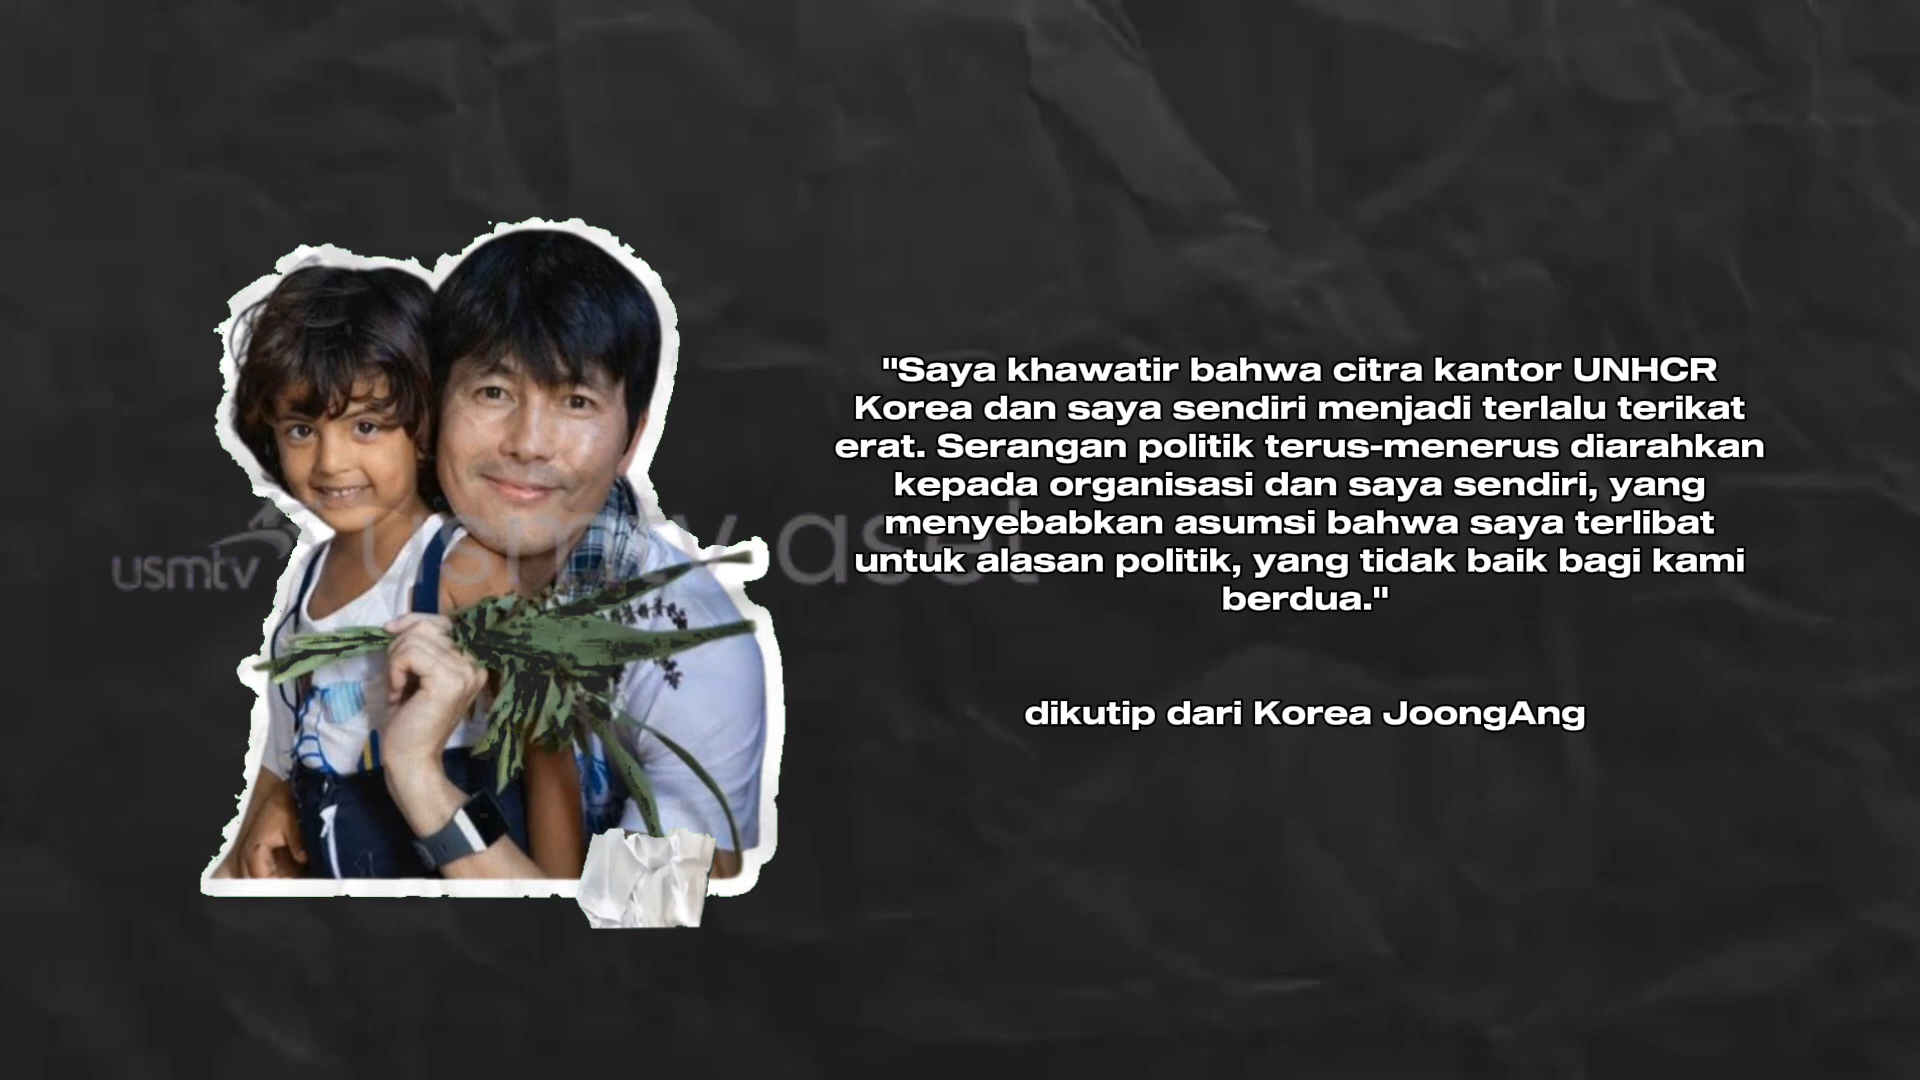 "Saya khawatir bahwa citra kantor UNHCR
Korea dan saya sendiri menjadi terlalu terikat
erat. Serangan politik terus-menerus diarahkan
kepada organisasi dan saya sendiri, yang
menyebabkan asumsi bahwa saya terlibat
untuk alasan politik, yang tidak baik bagi kami
berdua."
usmtv
usmtv aset
dikutip dari Korea JoongAng